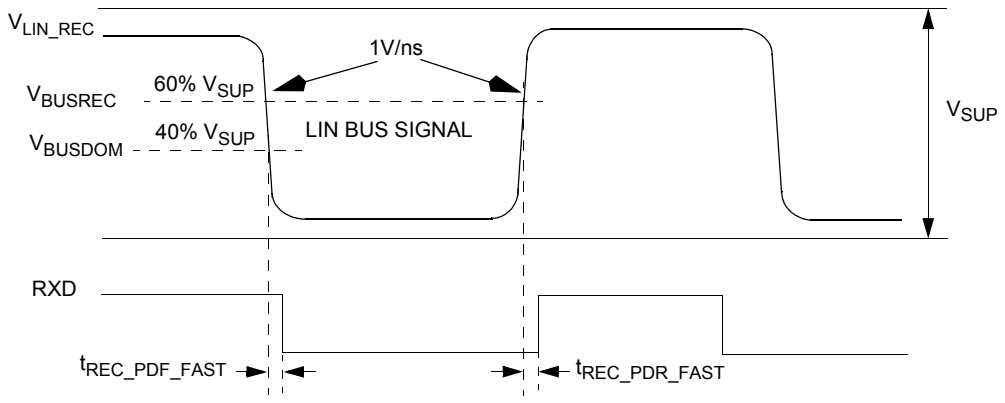 V_LIN_REC
1V/ns
60% V_SUP
V_BUSREC
V_SUP
40% V_SUP
LIN BUS SIGNAL
V_BUSDOM
RXD
t_REC_PDF_FAST
t_REC_PDR_FAST